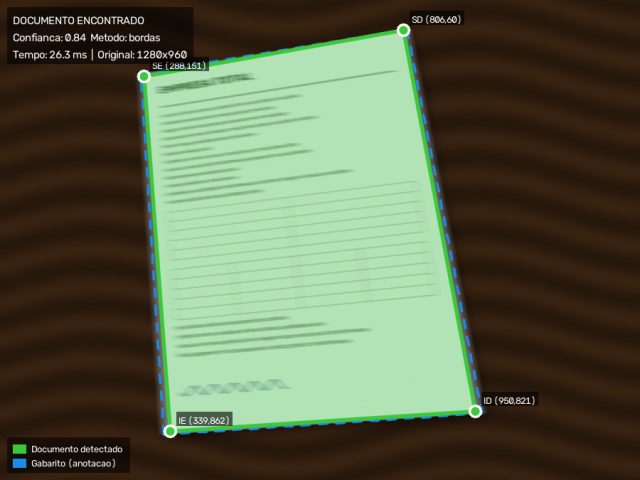 DOCUMENTO ENCONTRADO
Confianca: 0.84 Metodo: bordas
Tempo: 26.3 ms | Original: 1280x960
SD (806,60)
SE (288,151)
ID (950,821)
IE (339,862)
Documento detectado
Gabarito (anotacao)